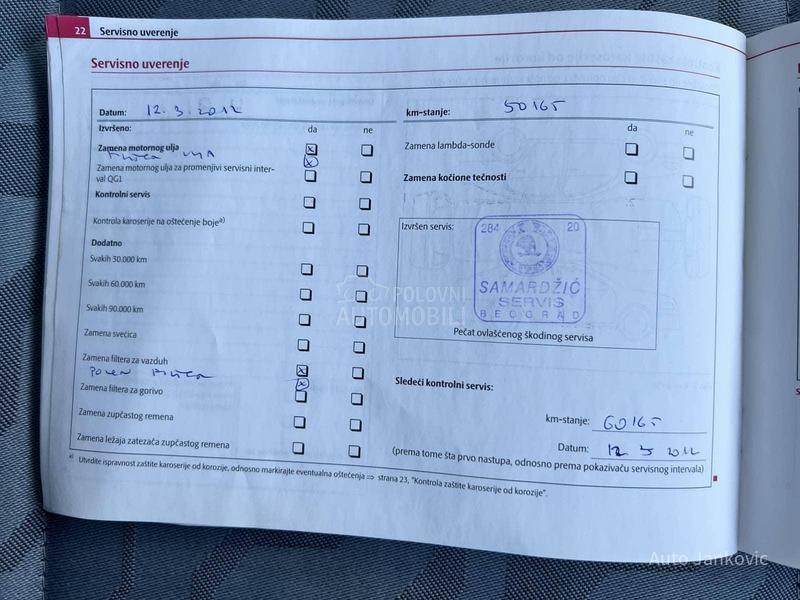 22 Servisno uverenje
Servisno uverenje
Datum: 12. 3. 2012
km-stanje: 50165
Izvršeno: da ne
da ne
Zamena motornog ulja
Zamena motornog ulja za promenjivi servisni inter-
val QG1
Kontrolni servis
Kontrola karoserije na oštećenje boje a)
Dodatno
Svakih 30.000 km
Svakih 60.000 km
Svakih 90.000 km
Zamena svećica
Zamena filtera za vazduh
Polen
Zamena filtera za gorivo
Zamena zupčastog remena
Zamena ležaja zatezača zupčastog remena
Zamena lambda-sonde
Zamena kočione tečnosti
Izvršen servis:
284 20
SAMARDŽIĆ
SERVIS
BEOGRAD
Pečat ovlašćenog škodinog servisa
Sledeći kontrolni servis:
km-stanje: 60165
Datum: 12 3 2012
(prema tome šta prvo nastupa, odnosno prema pokazivaču servisnog intervala)
a) Utvrdite ispravnost zaštite karoserije od korozije, odnosno markirajte eventualna oštećenja ⇒ strana 23, "Kontrola zaštite karoserije od korozije".
POLOVNI
AUTOMOBILI
Auto Jankovic